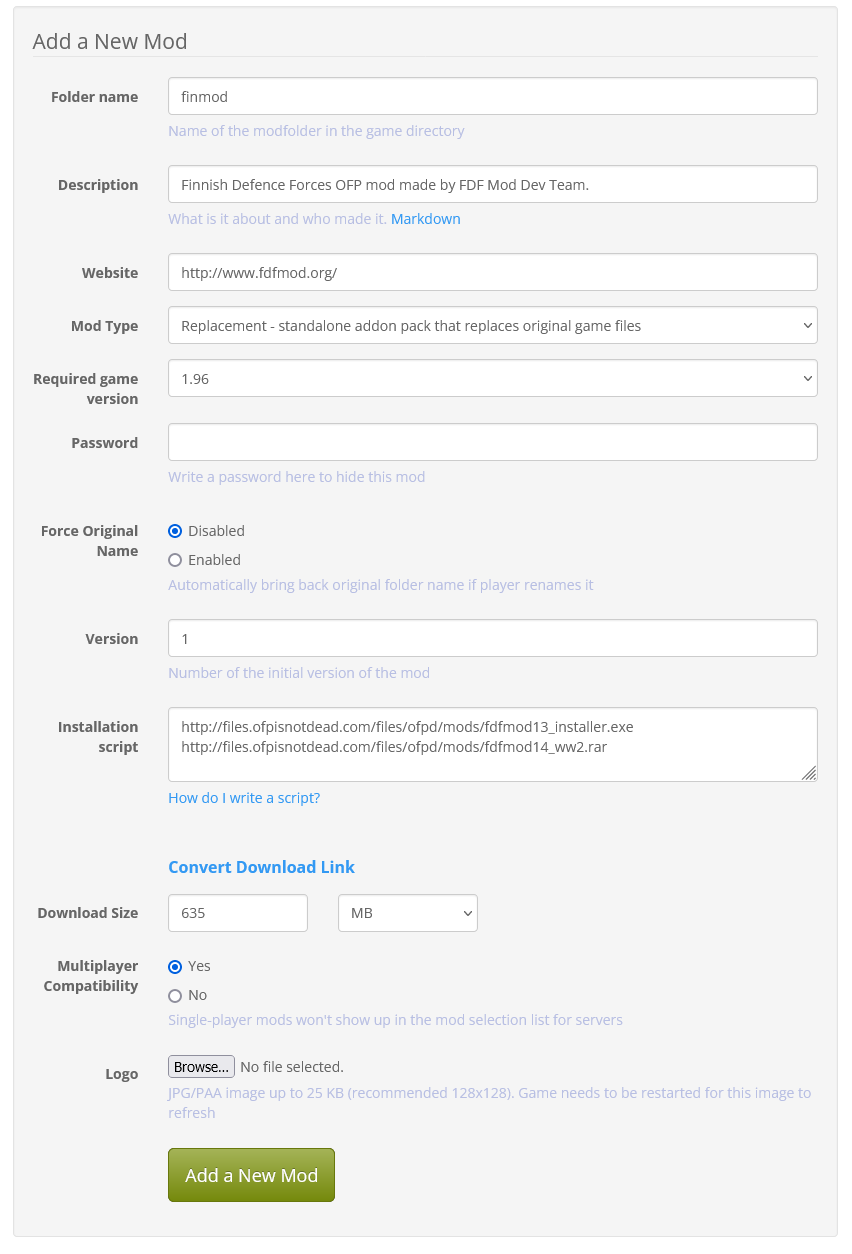 Add a New Mod
Folder name
finmod
Name of the modfolder in the game directory
Description
Finnish Defence Forces OFP mod made by FDF Mod Dev Team.
What is it about and who made it. Markdown
Website
http://www.fdfmod.org/
Mod Type
Replacement - standalone addon pack that replaces original game files
Required game
version
1.96
Password
Write a password here to hide this mod
Force Original
Name
Disabled
Enabled
Automatically bring back original folder name if player renames it
Version
1
Number of the initial version of the mod
Installation
script
http://files.ofpisnotdead.com/files/ofpd/mods/fdfmod13_installer.exe
http://files.ofpisnotdead.com/files/ofpd/mods/fdfmod14_ww2.rar
How do I write a script?
Convert Download Link
Download Size
635
MB
Multiplayer
Compatibility
Yes
No
Single-player mods won't show up in the mod selection list for servers
Logo
Browse... No file selected.
JPG/PAA image up to 25 KB (recommended 128x128). Game needs to be restarted for this image to
refresh
Add a New Mod